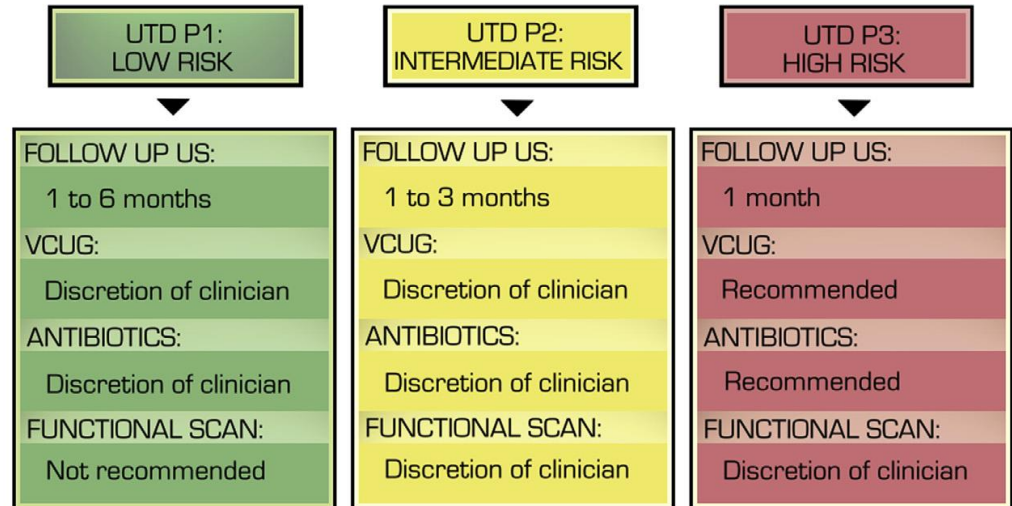 UTD P1:
LOW RISK
FOLLOW UP US:
1 to 6 months
VCUG:
Discretion of clinician
ANTIBIOTICS:
Discretion of clinician
FUNCTIONAL SCAN:
Not recommended
UTD P2:
INTERMEDIATE RISK
FOLLOW UP US:
1 to 3 months
VCUG:
Discretion of clinician
ANTIBIOTICS:
Discretion of clinician
FUNCTIONAL SCAN:
Discretion of clinician
UTD P3:
HIGH RISK
FOLLOW UP US:
1 month
VCUG:
Recommended
ANTIBIOTICS:
Recommended
FUNCTIONAL SCAN:
Discretion of clinician